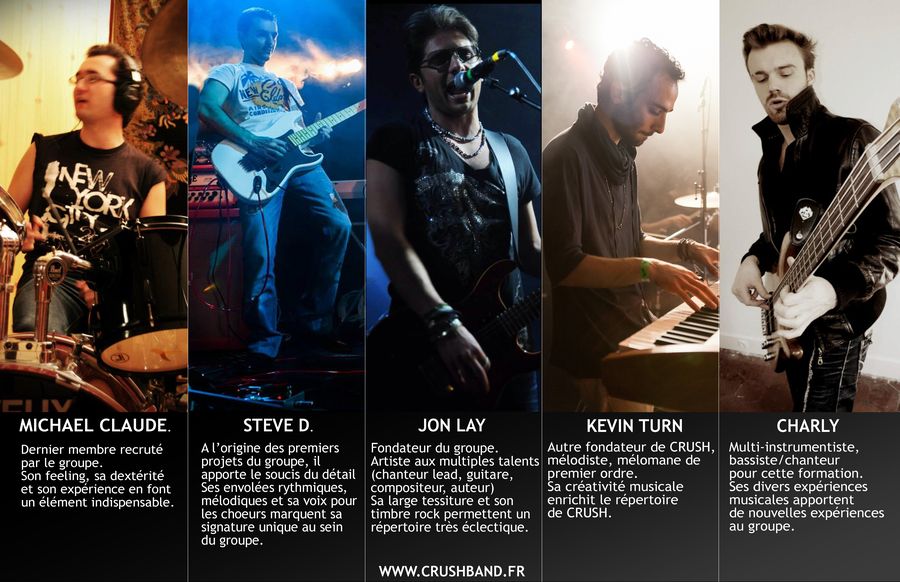 NEW
YORK
CITY
NEW
MICHAEL CLAUDE.
Dernier membre recruté
par le groupe.
Son feeling, sa dextérité
et son expérience en font
un élément indispensable.
STEVE D.
A l'origine des premiers
projets du groupe, il
apporte le soucis du détail
Ses envolées rythmiques,
mélodiques et sa voix pour
les choeurs marquent sa
signature unique au sein
du groupe.
JON LAY
Fondateur du groupe.
Artiste aux multiples talents
(chanteur lead, guitare,
compositeur, auteur)
Sa large tessiture et son
timbre rock permettent un
répertoire très éclectique.
KEVIN TURN
Autre fondateur de CRUSH,
mélodiste, mélomane de
premier ordre.
Sa créativité musicale
enrichit le répertoire
de CRUSH.
CHARLY
Multi-instrumentiste,
bassiste/chanteur
pour cette formation.
Ses divers expériences
musicales apportent
de nouvelles expériences
au groupe.
WWW.CRUSHBAND.FR